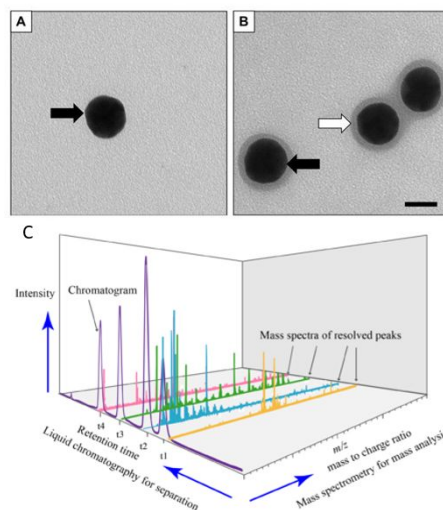 A
B
C
Intensity
Chromatogram
Mass spectra of resolved peaks
t4
t3
t2
t1
Retention time
Liquid chromatography for separation
m/z
mass to charge ratio
Mass spectrometry for mass analysis